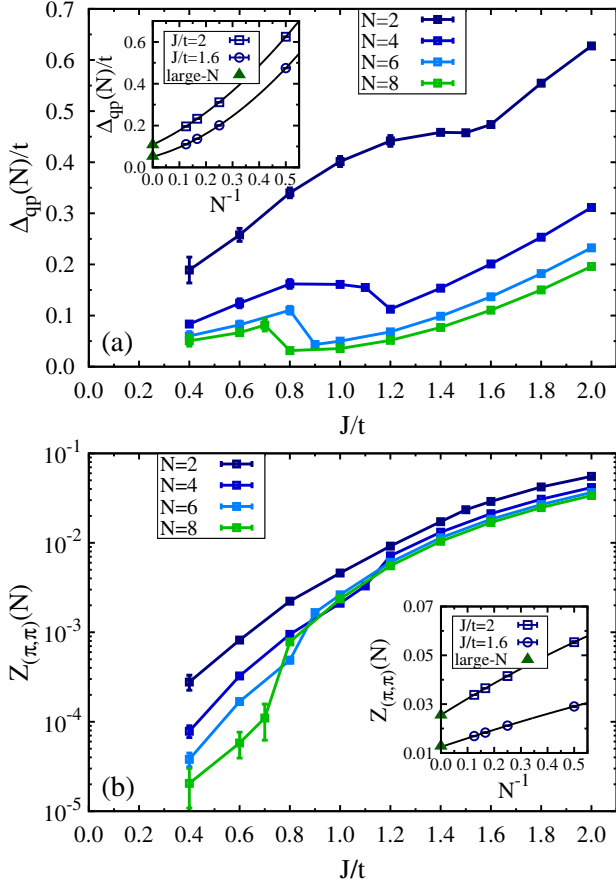 (a)
Δqp(N)/t
0.7
0.6
0.5
0.4
0.3
0.2
0.1
0.0
0.0 0.2 0.4 0.6 0.8 1.0 1.2 1.4 1.6 1.8 2.0
J/t
N=2
N=4
N=6
N=8
Δqp(N)/t
0.6
0.4
0.2
0.0
0.0 0.1 0.2 0.3 0.4 0.5
N⁻¹
J/t=2
J/t=1.6
large-N
(b)
Z(π,π)(N)
10⁻¹
10⁻²
10⁻³
10⁻⁴
10⁻⁵
0.0 0.2 0.4 0.6 0.8 1.0 1.2 1.4 1.6 1.8 2.0
J/t
N=2
N=4
N=6
N=8
Z(π,π)(N)
0.07
0.05
0.03
0.01
0.0 0.1 0.2 0.3 0.4 0.5
N⁻¹
J/t=2
J/t=1.6
large-N